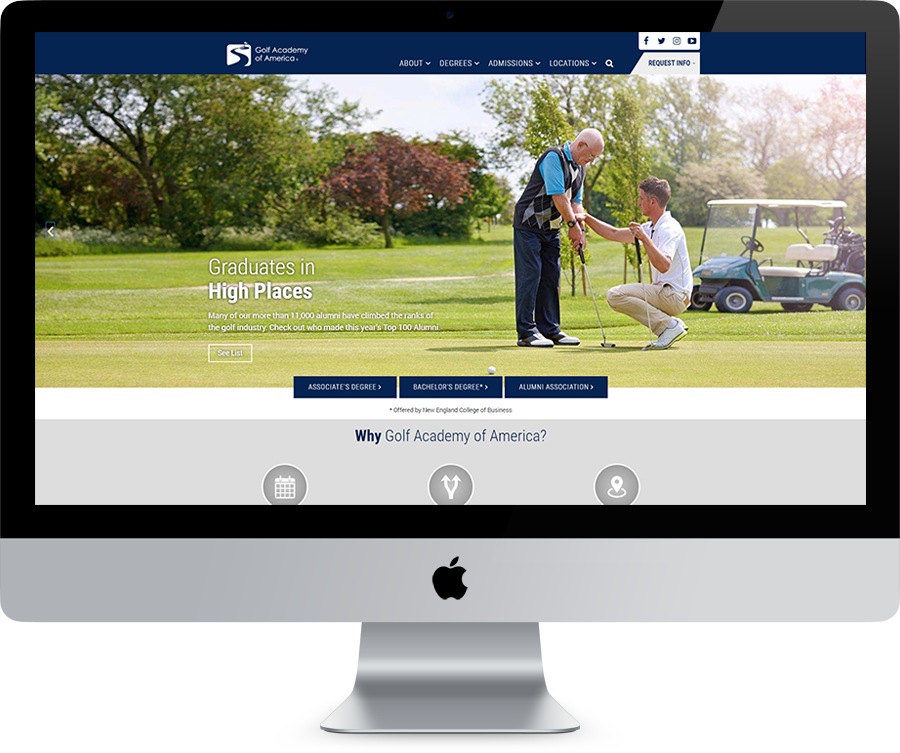 Golf Academy
of America
ABOUT DEGREES ADMISSIONS LOCATIONS REQUEST INFO
Graduates in
High Places
Many of our more than 11,000 alumni have climbed the ranks of
the golf industry. Check out who made this year's Top 100 Alumni.
See List
ASSOCIATE'S DEGREE BACHELOR'S DEGREE* ALUMNI ASSOCIATION
* Offered by New England College of Business
Why Golf Academy of America?